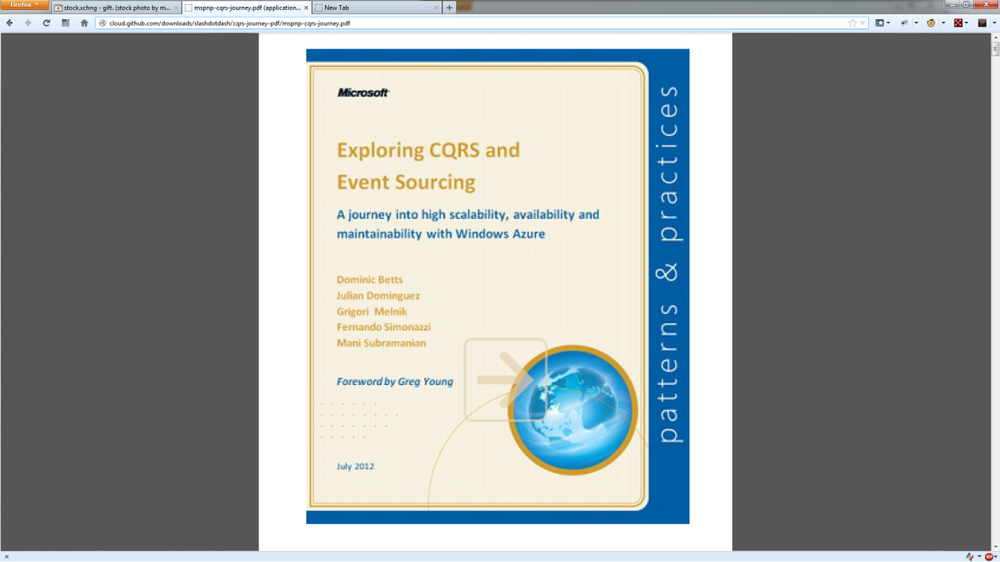 Firefox
stock.xchng - gift. (stock photo by m...
mspnp-cqrs-journey.pdf (application...
New Tab
cloud.github.com/downloads/slashdotdash/cqrs-journey-pdf/mspnp-cqrs-journey.pdf
Microsoft
Exploring CQRS and
Event Sourcing
A journey into high scalability, availability and
maintainability with Windows Azure
Dominic Betts
Julian Dominguez
Grigori Melnik
Fernando Simonazzi
Mani Subramanian
Foreword by Greg Young
July 2012
patterns & practices